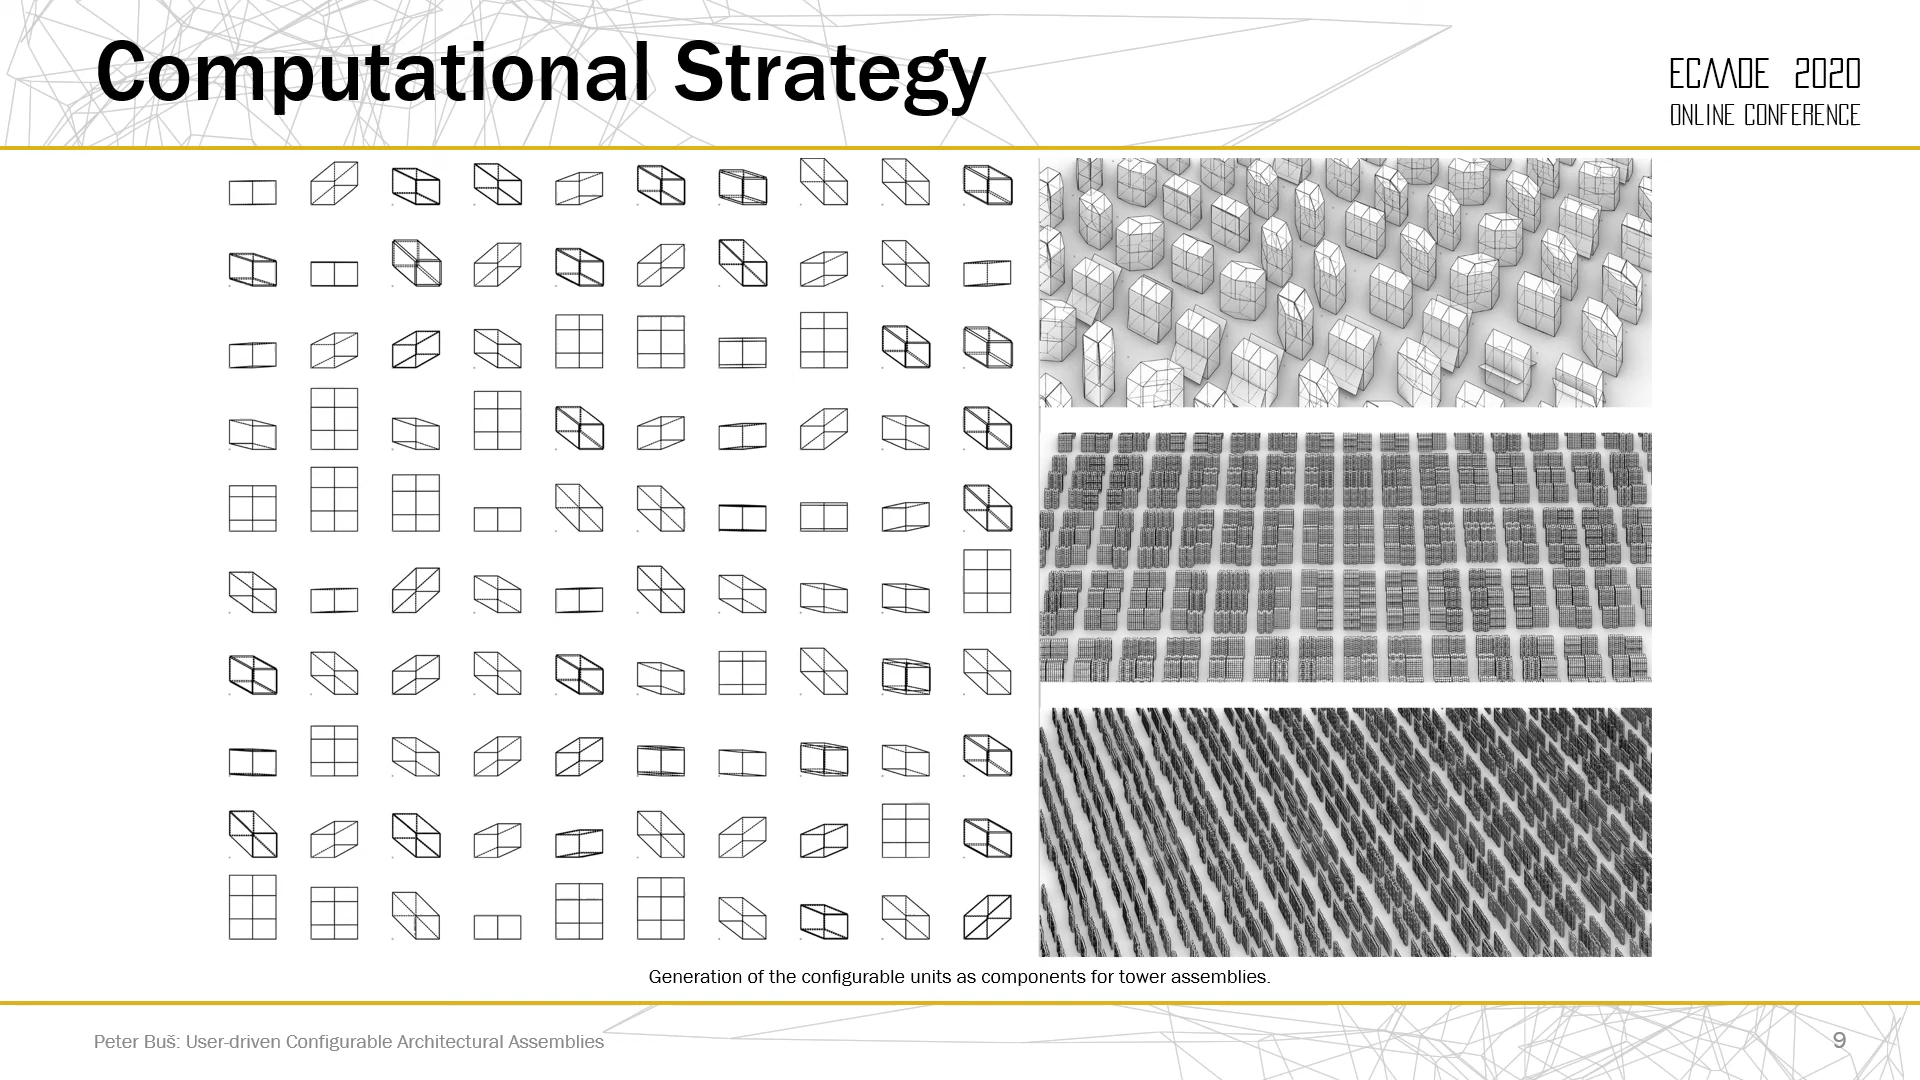 Computational Strategy
ECAADE 2020
ONLINE CONFERENCE
Generation of the configurable units as components for tower assemblies.
Peter Buš: User-driven Configurable Architectural Assemblies
9